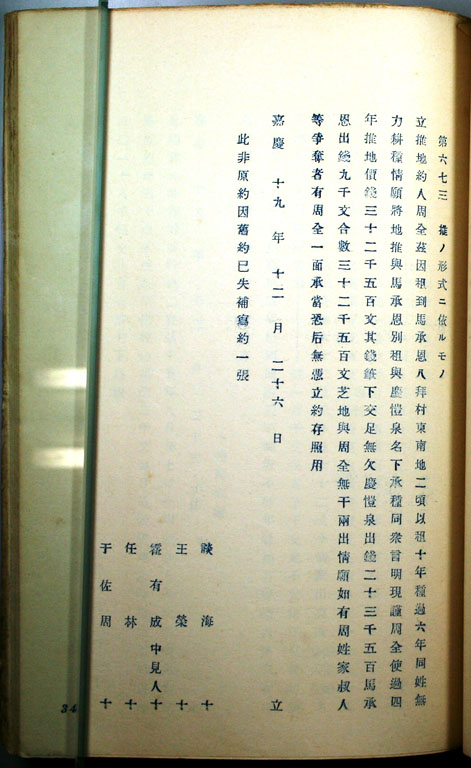 第六七三 推ノ形式ニ依ルモノ
立推地約人周全茲因祖到馬承恩八拜村東南地二頃以祖十年種過六年同姓無
力耕種情願將地推與馬承恩別祖與慶愷泉名下承種同衆言明現謹周全使過四
年推地價錢三十二千五百文其錢筆下交足無欠慶愷泉出錢二十三千五百馬承
恩出錢九千文合數三十二千五百文芝地與周全無干兩出情願如有周姓家叔人
等爭奪者有周全一面承當恐后無憑立約存照用
嘉慶 十九 年 十二 月 二十六 日 立
此非原約因舊約已失補寫約一張
談海 十
王榮 十
霍有成 中見人 十
任林 十
于佐周 十
34